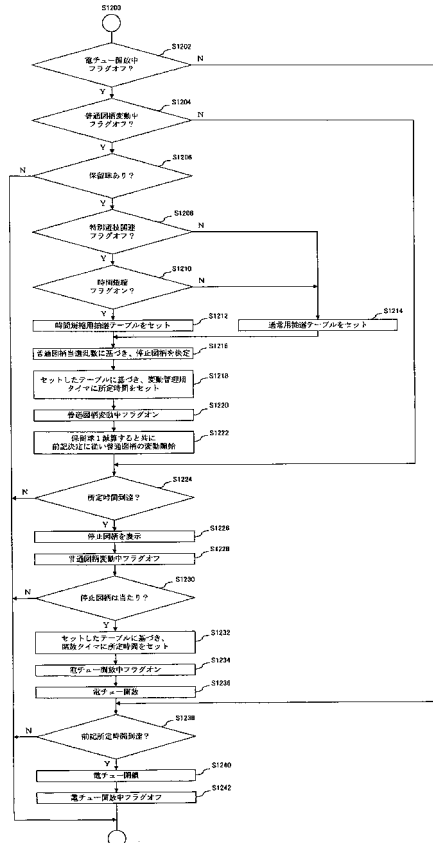 S1200
S1202
電チュー開放中
フラグオフ？
N
Y
S1204
普通図柄変動中
フラグオフ？
N
Y
S1206
保留球あり？
N
Y
S1208
特別遊技関連
フラグオフ？
N
Y
S1210
時間短縮
フラグオン？
N
Y
S1212
時間短縮用抽選テーブルをセット
S1214
通常用抽選テーブルをセット
S1216
普通図柄当選乱数に基づき、停止図柄を決定
S1218
セットしたテーブルに基づき、変動管理用
タイマに所定時間をセット
S1220
普通図柄変動中フラグオン
S1222
保留球１減算すると共に
前記決定に従い普通図柄の変動開始
S1224
所定時間到達？
N
Y
S1226
停止図柄を表示
S1228
普通図柄変動中フラグオフ
S1230
停止図柄は当たり？
N
Y
S1232
セットしたテーブルに基づき、
開放タイマに所定時間をセット
S1234
電チュー開放中フラグオン
S1236
電チュー開放
S1238
前記所定時間到達？
N
Y
S1240
電チュー閉鎖
S1242
電チュー開放中フラグオフ